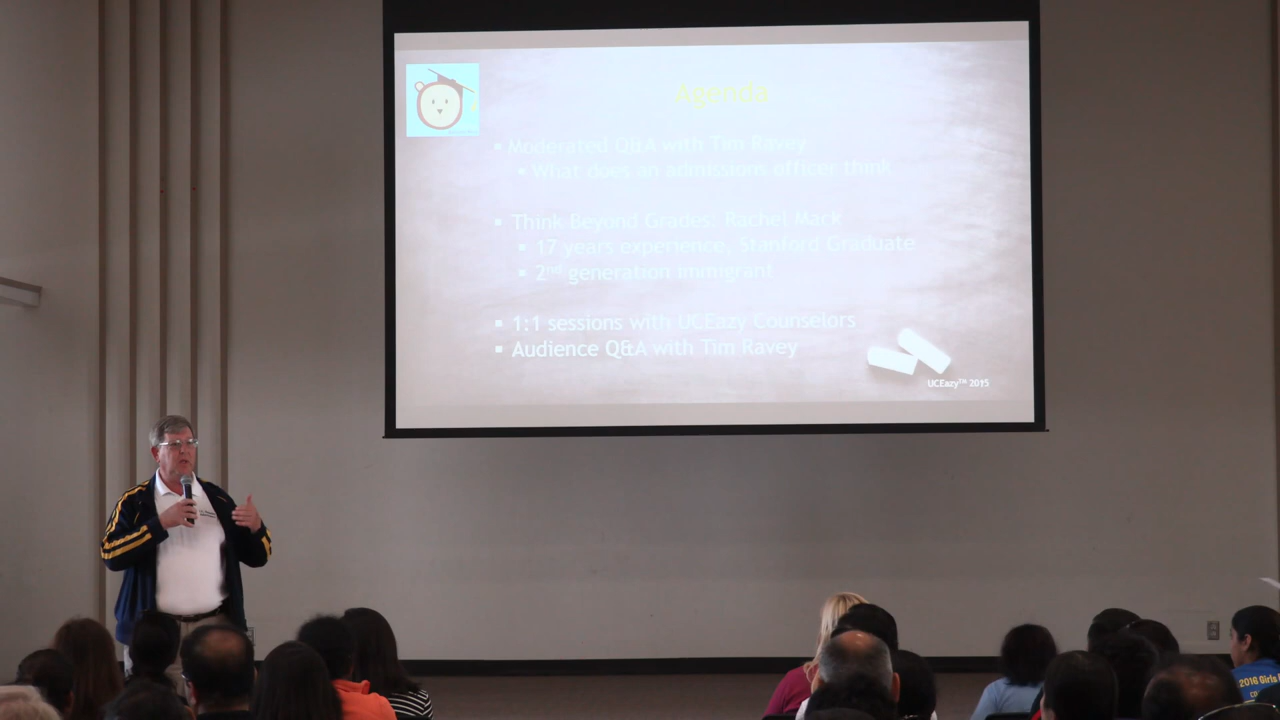 Agenda
Moderated Q&A with Tim Ravey
What does an admissions officer think
Think Beyond Grades: Rachel Mack
17 years experience, Stanford Graduate
2nd generation immigrant
1:1 sessions with UCEazy Counselors
Audience Q&A with Tim Ravey
UCEazy™ 2015
2016 Girls